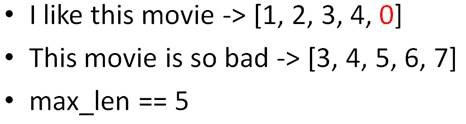 • I like this movie -> [1, 2, 3, 4, 0]
• This movie is so bad -> [3, 4, 5, 6, 7]
• max_len == 5